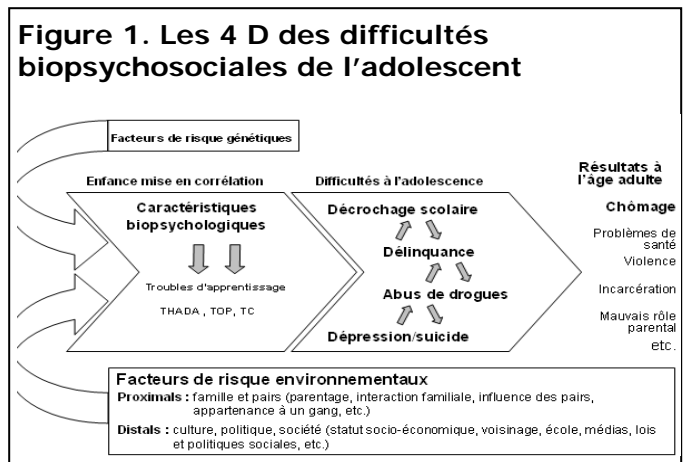 Figure 1. Les 4 D des difficultés
biopsychosociales de l'adolescent
Facteurs de risque génétiques
Enfance mise en corrélation
Caractéristiques
biopsychologiques
Troubles d'apprentissage
THADA , TOP, TC
Difficultés à l'adolescence
Décrochage scolaire
Délinquance
Abus de drogues
Dépression/suicide
Résultats à
l'âge adulte
Chômage
Problèmes de
santé
Violence
Incarcération
Mauvais rôle
parental
etc.
Facteurs de risque environnementaux
Proximals : famille et pairs (parentage, interaction familiale, influence des pairs,
appartenance à un gang, etc.)
Distals : culture, politique, société (statut socio-économique, voisinage, école, médias, lois
et politiques sociales, etc.)